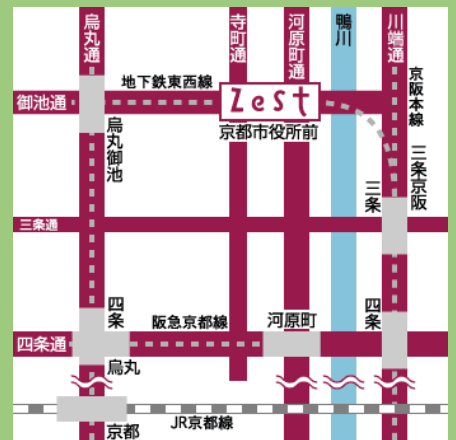 烏丸通
寺町通
河原町通
鴨川
川端通
地下鉄東西線
京阪本線
御池通
Zest
京都市役所前
烏丸御池
三条京阪
三条
三条通
四条
阪急京都線
河原町
四条
四条通
烏丸
JR京都線
京都